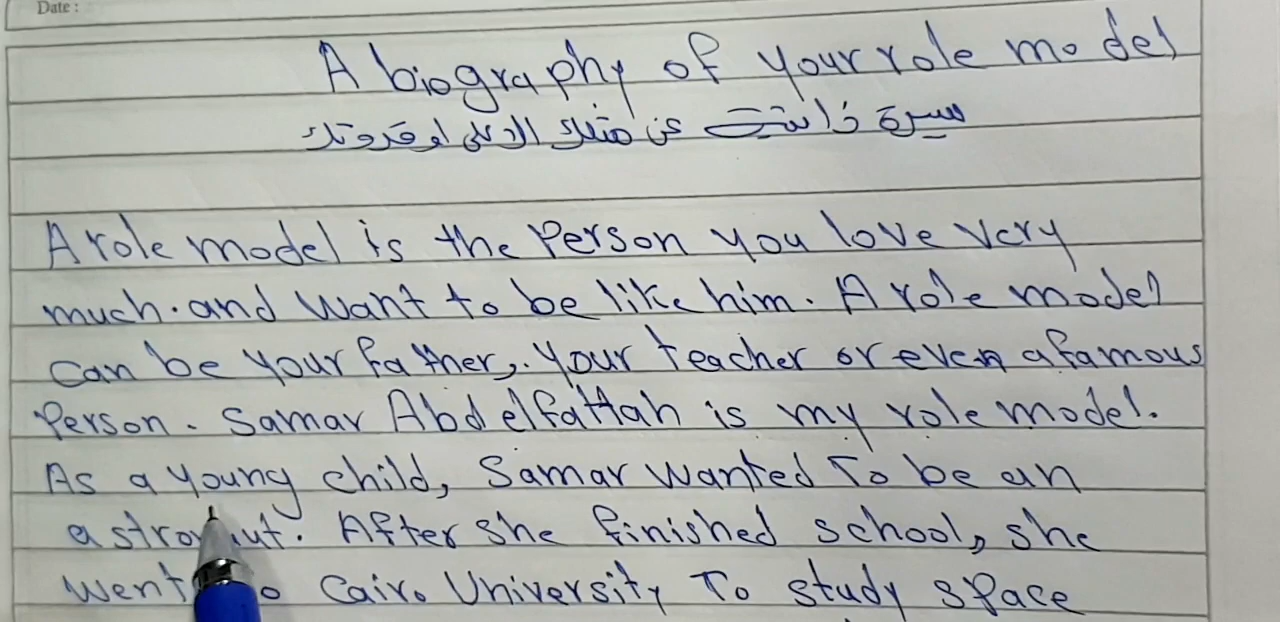 Date :
A biography of your role model
سيرة ذاتية عن مثلك الاعلى او قدوتك
A role model is the Person you love very
much. and want to be like him. A role model
can be your father, your teacher or even a famous
Person. Samar Abdelfattah is my role model.
As a young child, Samar wanted To be an
After she finished school, she
went Cairo University To study space